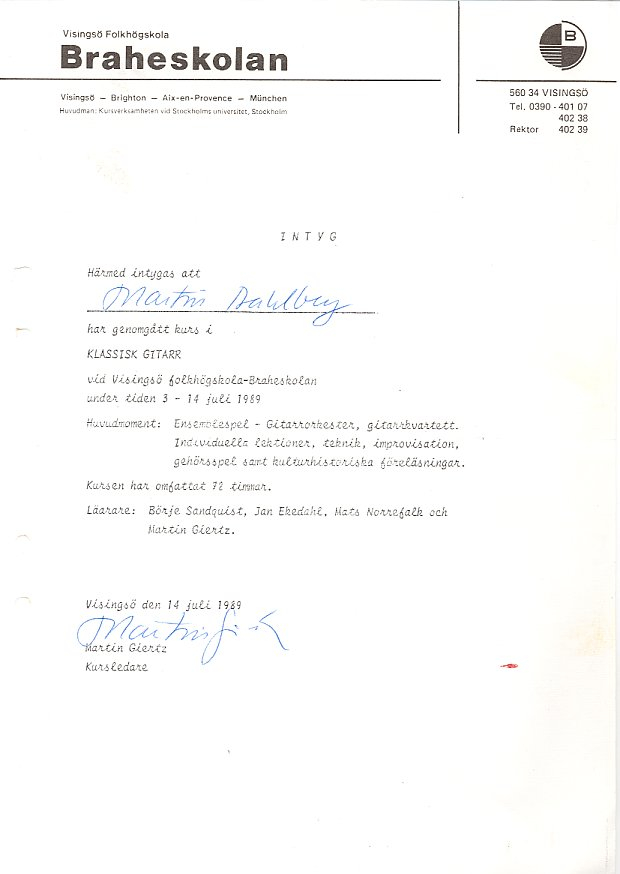 Visingsö Folkhögskola
Braheskolan
Visingsö – Brighton – Aix-en-Provence – München
Huvudman: Kursverksamheten vid Stockholms universitet, Stockholm
B
560 34 VISINGSÖ
Tel. 0390 - 401 07
402 38
Rektor 402 39
INTYG
Härmed intygas att
Martin Dahlberg
har genomgått kurs i
KLASSISK GITARR
vid Visingsö folkhögskola-Braheskolan
under tiden 3 - 14 juli 1989
Huvudmoment: Ensemblespel - Gitarrorkester, gitarrkvartett.
Individuella lektioner, teknik, improvisation,
gehörsspel samt kulturhistoriska föreläsningar.
Kursen har omfattat 72 timmar.
Läarare: Börje Sandquist, Jan Ekedahl, Mats Norrefalk och
Martin Giertz.
Visingsö den 14 juli 1989
Martin Giertz
Kursledare